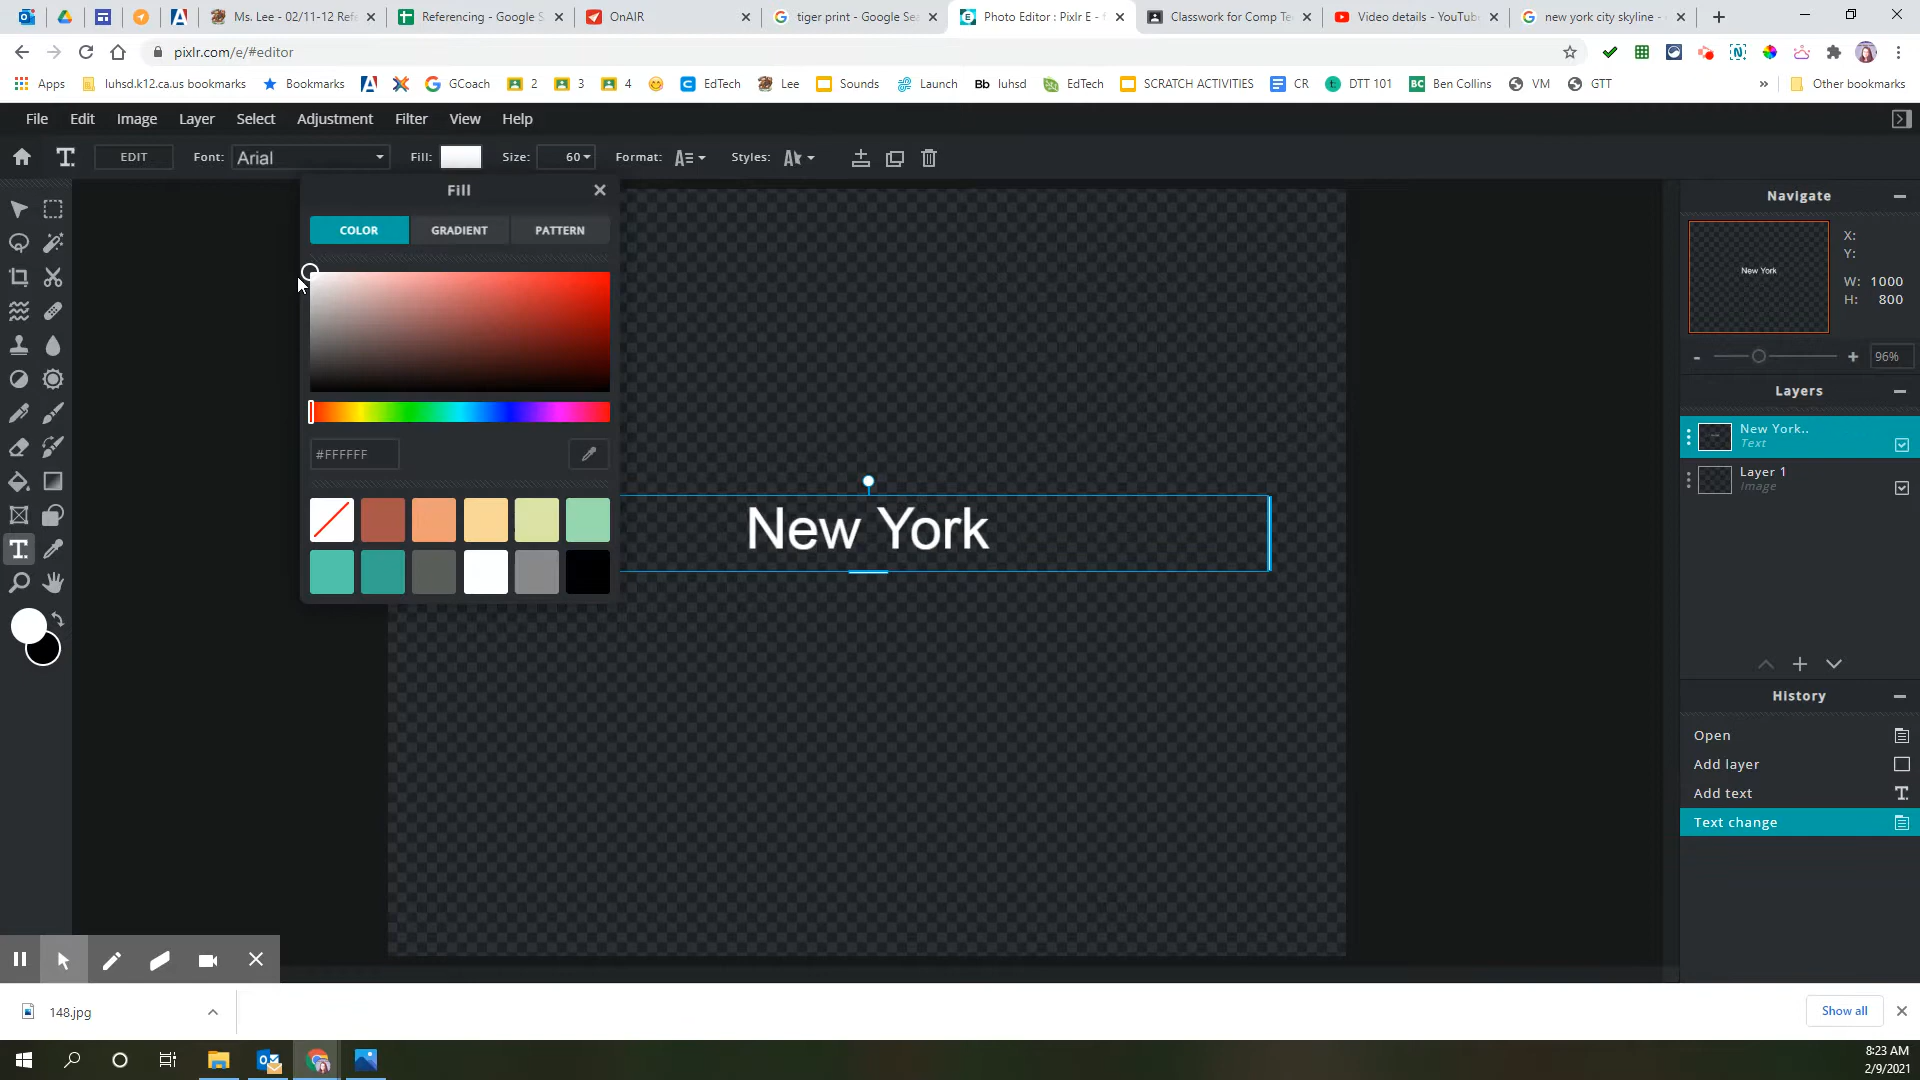 Ms. Lee - 02/11-12 Refe
Referencing - Google S
OnAIR
tiger print - Google Sea
Photo Editor : Pixlr E - f
Classwork for Comp Te
Video details - YouTube
new york city skyline -
pixlr.com/e/#editor
Apps
luhsd.k12.ca.us bookmarks
Bookmarks
GCoach
2
3
4
EdTech
Lee
Sounds
Launch
Bb luhsd
EdTech
SCRATCH ACTIVITIES
CR
DTT 101
BC Ben Collins
VM
GTT
»
Other bookmarks
File Edit Image Layer Select Adjustment Filter View Help
EDIT Font: Arial Fill: Size: 60 Format: Styles:
Fill
COLOR GRADIENT PATTERN
#FFFFFF
New York
Navigate
New York
X:
Y:
W: 1000
H: 800
- + 96%
Layers
New York..
Text
Layer 1
Image
History
Open
Add layer
Add text
Text change
148.jpg
Show all
8:23 AM
2/9/2021